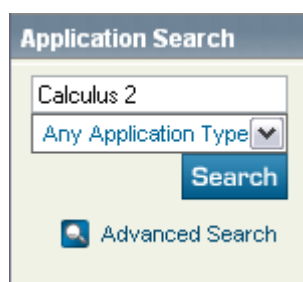 Application Search
Calculus 2
Any Application Type
Search
Advanced Search